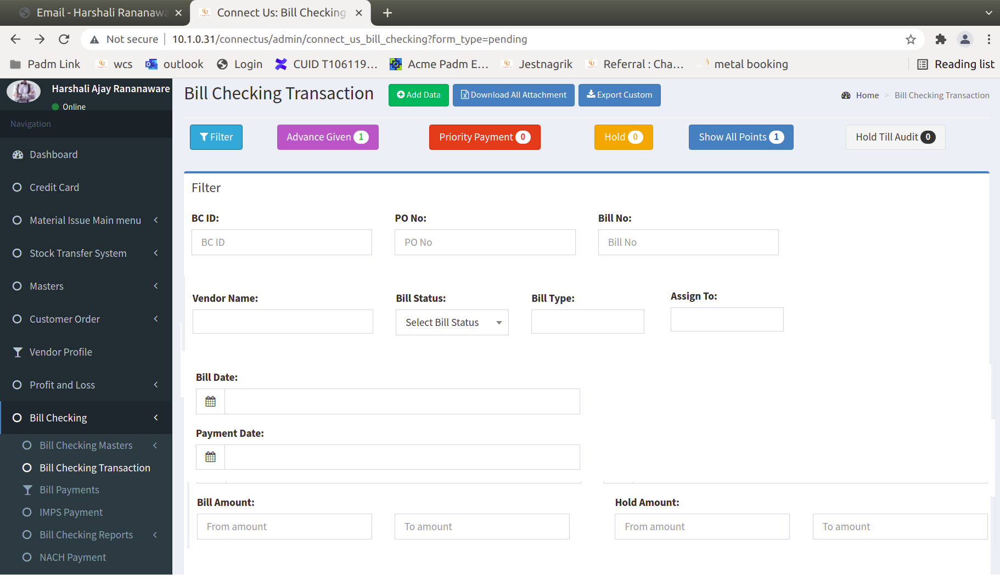 Email - Harshali Rananawa
Connect Us: Bill Checking
Not secure
10.1.0.31/connectus/admin/connect_us_bill_checking?form_type=pending
Padm Link
wcs
outlook
Login
CUID T106119...
Acme Padm E...
Jestnagrik
Referral : Cha...
metal booking
Reading list
Harshali Ajay Rananaware
Online
Navigation
Dashboard
Credit Card
Material Issue Main menu
Stock Transfer System
Masters
Customer Order
Vendor Profile
Profit and Loss
Bill Checking
Bill Checking Masters
Bill Checking Transaction
Bill Payments
IMPS Payment
Bill Checking Reports
NACH Payment
Bill Checking Transaction
Add Data
Download All Attachment
Export Custom
Home > Bill Checking Transaction
Filter
Advance Given 1
Priority Payment 0
Hold 0
Show All Points 1
Hold Till Audit 0
Filter
BC ID:
PO No:
Bill No:
BC ID
PO No
Bill No
Vendor Name:
Bill Status:
Bill Type:
Assign To:
Select Bill Status
Bill Date:
Payment Date:
Bill Amount:
Hold Amount:
From amount
To amount
From amount
To amount